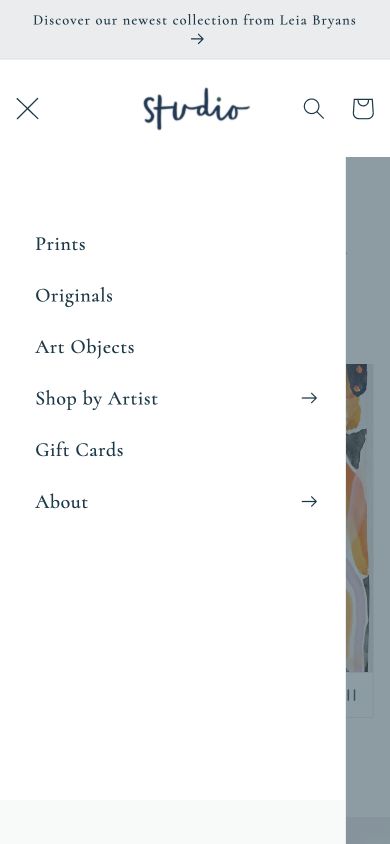 Discover our newest collection from Leia Bryans
→
Studio
Prints
Originals
Art Objects
Shop by Artist →
Gift Cards
About →